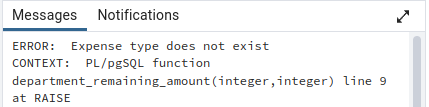 Messages Notifications
ERROR:  Expense type does not exist
CONTEXT:  PL/pgSQL function
department_remaining_amount(integer,integer) line 9
at RAISE